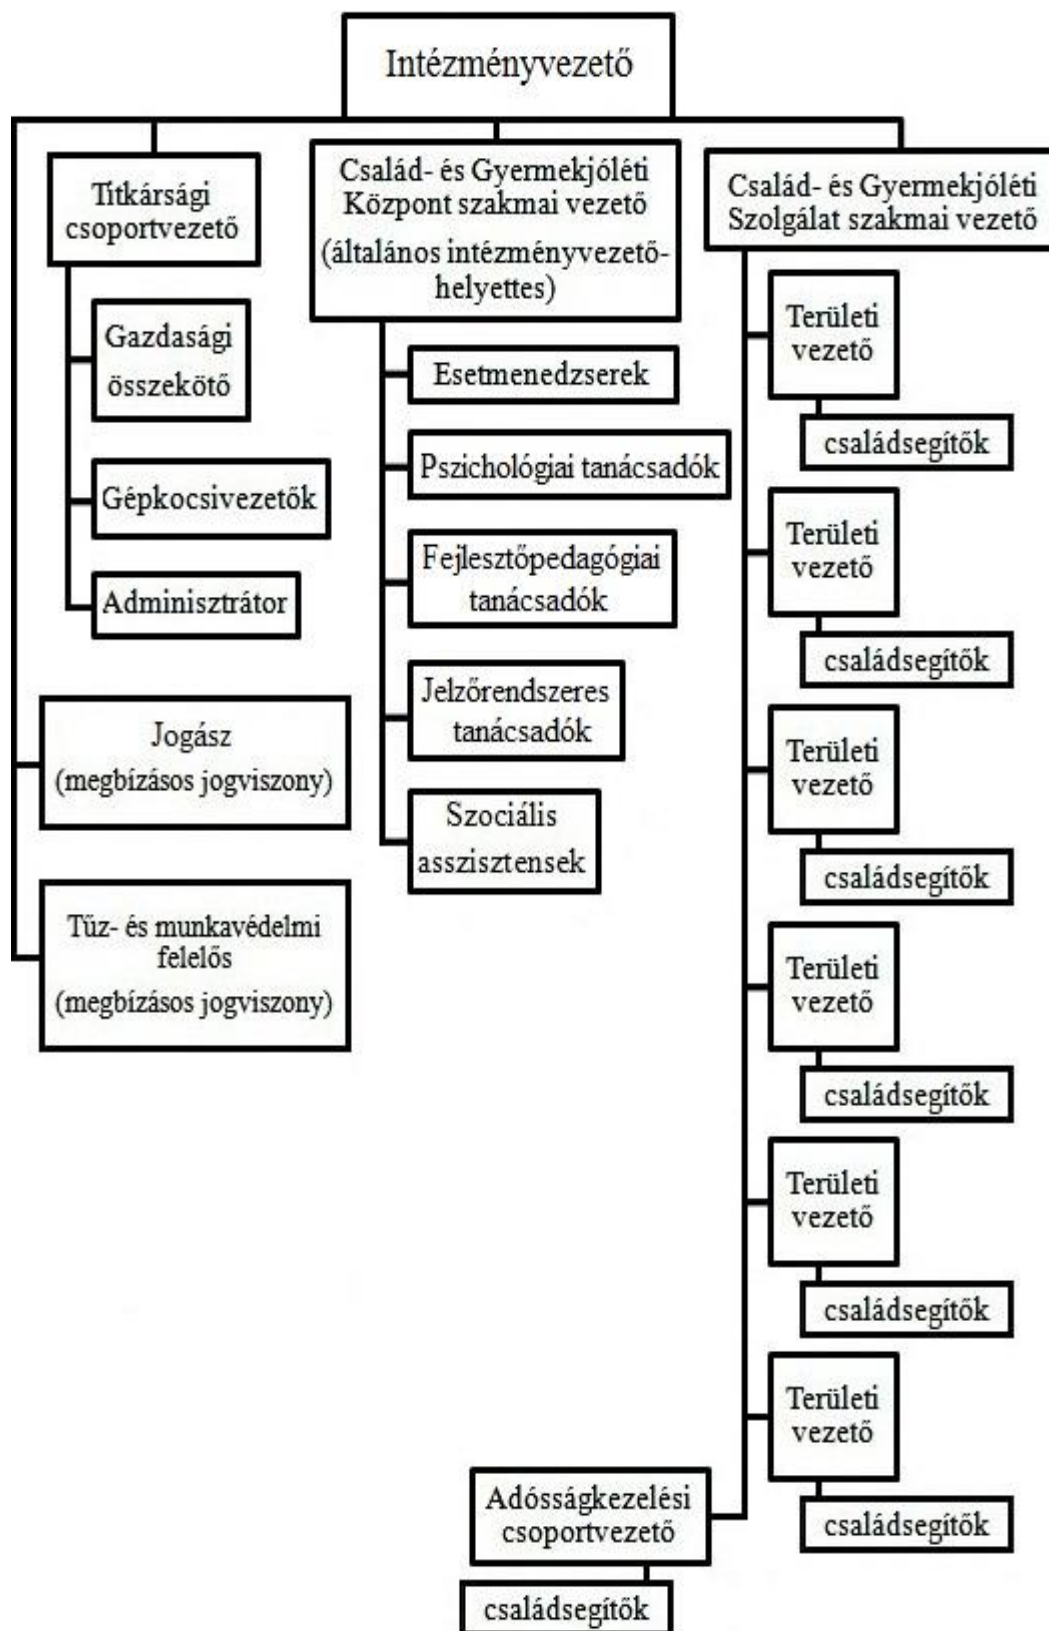 Intézményvezető
Titkársági
csoportvezető
Gazdasági
összekötő
Gépkocsivezetők
Adminisztrátor
Jogász
(megbízásos jogviszony)
Tűz- és munkavédelmi
felelős
(megbízásos jogviszony)
Család- és Gyermekjóléti
Központ szakmai vezető
(általános intézményvezető-
helyettes)
Esetmenedzserek
Pszichológiai tanácsadók
Fejlesztőpedagógiai
tanácsadók
Jelzőrendszeres
tanácsadók
Szociális
asszisztensek
Család- és Gyermekjóléti
Szolgálat szakmai vezető
Területi
vezető
családsegítők
Területi
vezető
családsegítők
Területi
vezető
családsegítők
Területi
vezető
családsegítők
Területi
vezető
családsegítők
Területi
vezető
családsegítők
Adósságkezelési
csoportvezető
családsegítők